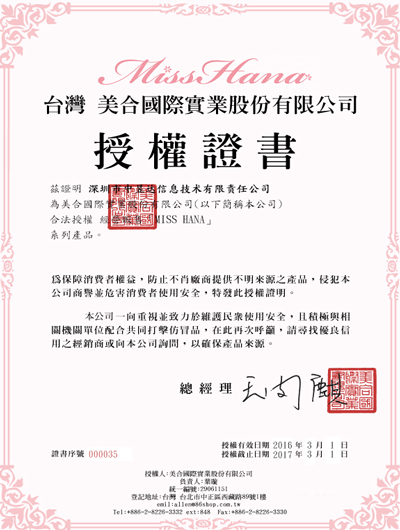 MissHana
台灣 美合國際實業股份有限公司
授權證書
茲證明 深圳市中 达信息技术有限责任公司
為美合國際實業股份有限公司(以下簡稱本公司)
合法授權 經 「MISS HANA」
系列產品。
為保障消費者權益，防止不肖廠商提供不明來源之產品，侵犯本
公司商譽並危害消費者使用安全，特發此授權證明。
本公司一向重視並致力於維護民眾使用安全，且積極與相
關機關單位配合共同打擊仿冒品，在此再次呼籲，請尋找優良信
用之經銷商或向本公司詢問，以確保產品來源。
總經理
證書序號 000035
授權有效日期 2016 年 3 月 1 日
授權截止日期 2017 年 3 月 1 日
授權人:美合國際實業股份有限公司
負責人:葉璇
統一編號:29061151
登記地址:台灣 台北市中正區西藏路89號1樓
emil:allen@86shop.com.tw
Tel:+886-2-8226-3332 ext:848 Fax:+886-2-8226-3330